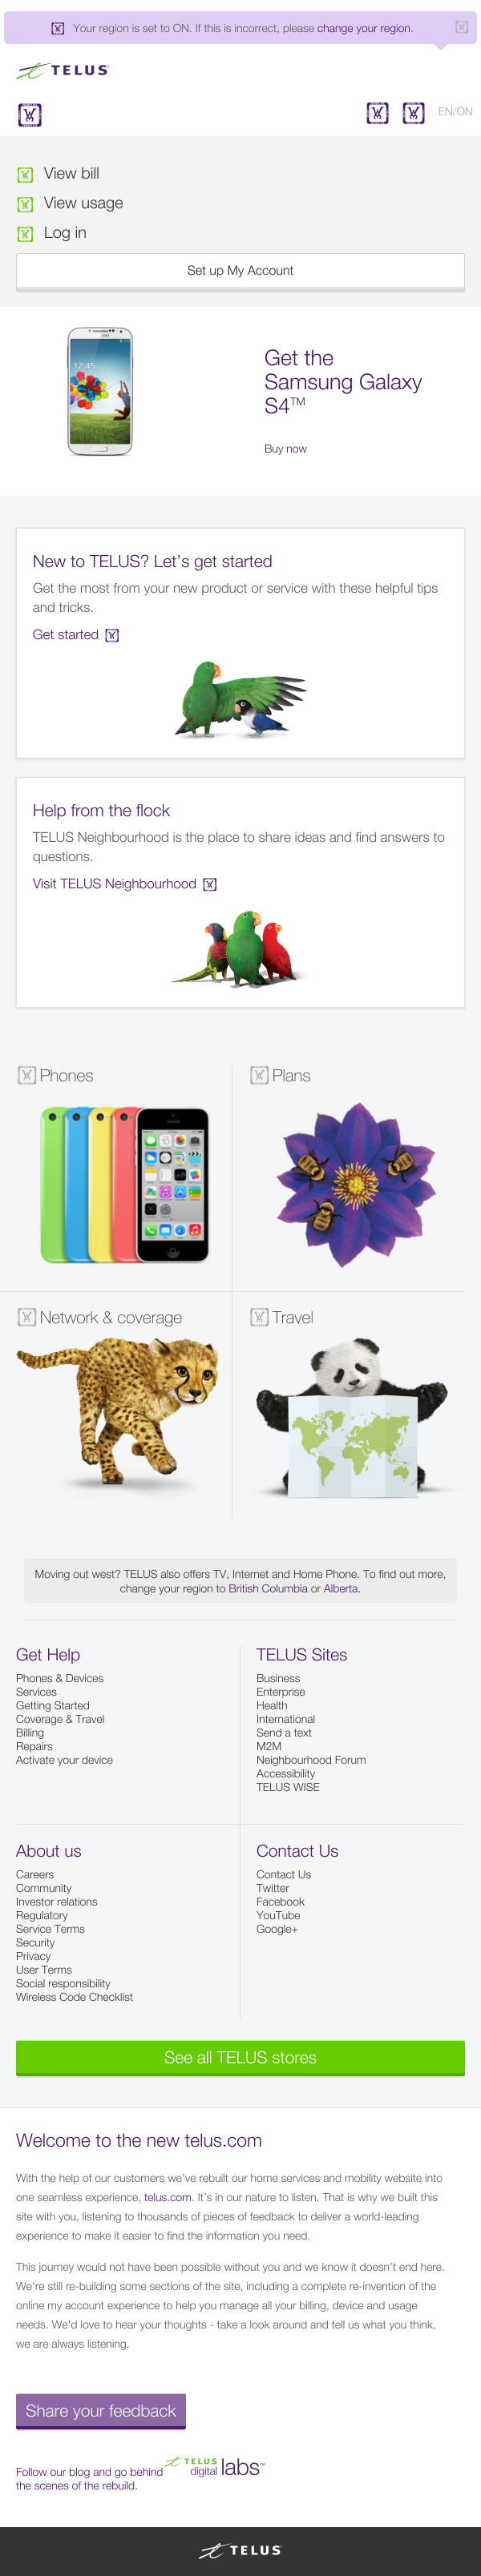 Your region is set to ON. If this is incorrect, please change your region.
TELUS
EN/ON
View bill
View usage
Log in
Set up My Account
12:45
Get the
Samsung Galaxy
S4™
Buy now
New to TELUS? Let's get started
Get the most from your new product or service with these helpful tips
and tricks.
Get started
Help from the flock
TELUS Neighbourhood is the place to share ideas and find answers to
questions.
Visit TELUS Neighbourhood
Phones
Plans
Network & coverage
Travel
Moving out west? TELUS also offers TV, Internet and Home Phone. To find out more,
change your region to British Columbia or Alberta.
Get Help
Phones & Devices
Services
Getting Started
Coverage & Travel
Billing
Repairs
Activate your device
TELUS Sites
Business
Enterprise
Health
International
Send a text
M2M
Neighbourhood Forum
Accessibility
TELUS WISE
About us
Careers
Community
Investor relations
Regulatory
Service Terms
Security
Privacy
User Terms
Social responsibility
Wireless Code Checklist
Contact Us
Contact Us
Twitter
Facebook
YouTube
Google+
See all TELUS stores
Welcome to the new telus.com
With the help of our customers we've rebuilt our home services and mobility website into
one seamless experience, telus.com. It's in our nature to listen. That is why we built this
site with you, listening to thousands of pieces of feedback to deliver a world-leading
experience to make it easier to find the information you need.
This journey would not have been possible without you and we know it doesn't end here.
We're still re-building some sections of the site, including a complete re-invention of the
online my account experience to help you manage all your billing, device and usage
needs. We'd love to hear your thoughts - take a look around and tell us what you think,
we are always listening.
Share your feedback
Follow our blog and go behind
the scenes of the rebuild.
TELUS
digital labs™
TELUS